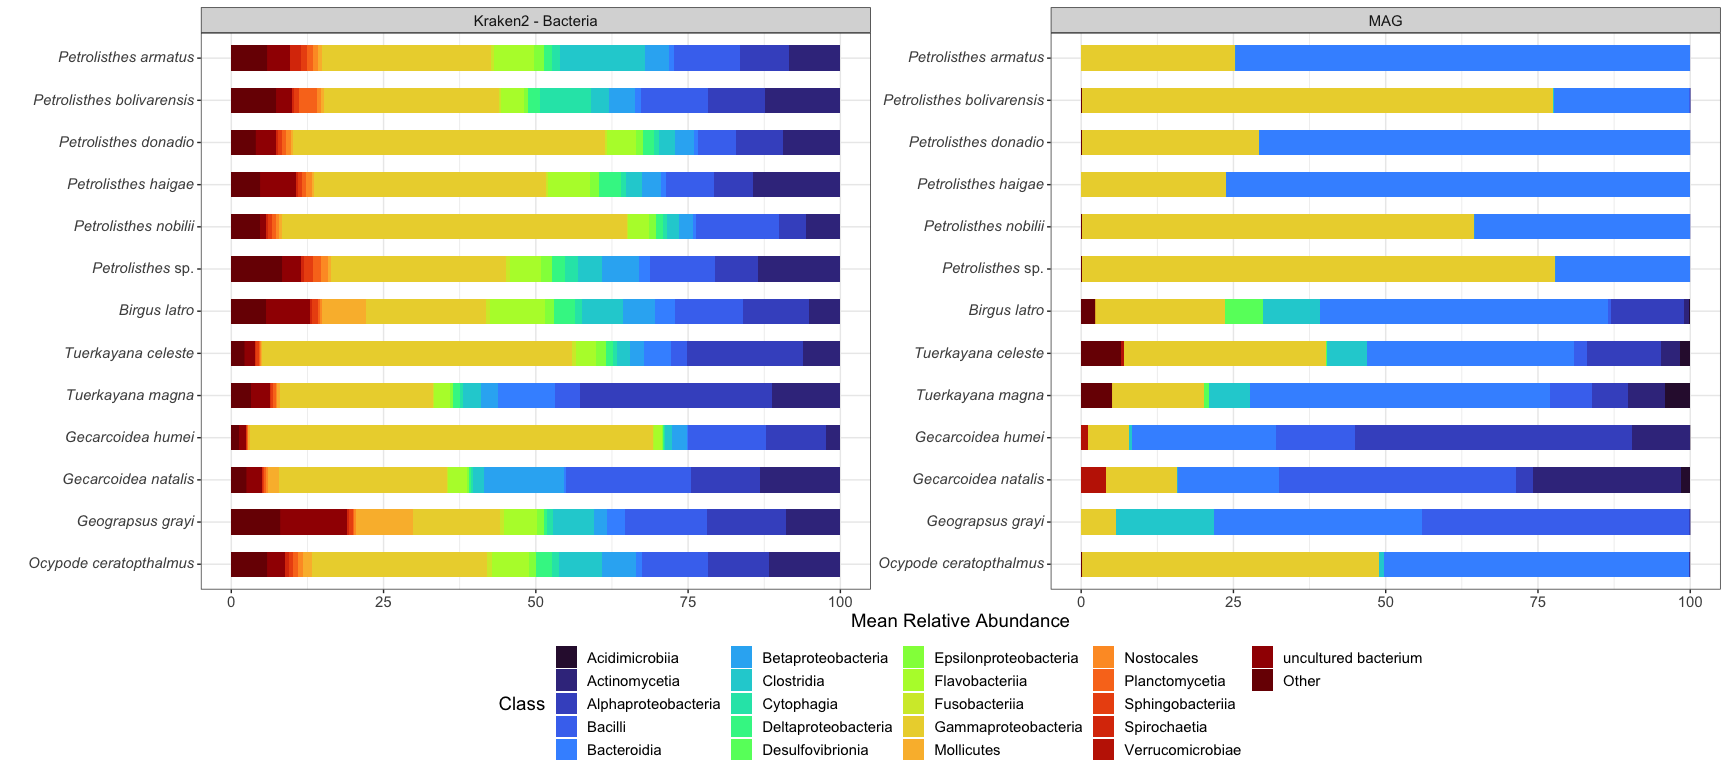 Kraken2 - Bacteria
MAG
Petrolisthes armatus
Petrolisthes bolivarensis
Petrolisthes donadio
Petrolisthes haigae
Petrolisthes nobilii
Petrolisthes sp.
Birgus latro
Tuerkayana celeste
Tuerkayana magna
Gecarcoidea humei
Gecarcoidea natalis
Geograpsus grayi
Ocypode ceratopthalmus
Petrolisthes armatus
Petrolisthes bolivarensis
Petrolisthes donadio
Petrolisthes haigae
Petrolisthes nobilii
Petrolisthes sp.
Birgus latro
Tuerkayana celeste
Tuerkayana magna
Gecarcoidea humei
Gecarcoidea natalis
Geograpsus grayi
Ocypode ceratopthalmus
0 25 50 75 100
0 25 50 75 100
Mean Relative Abundance
Class
Acidimicrobiia
Actinomycetia
Alphaproteobacteria
Bacilli
Bacteroidia
Betaproteobacteria
Clostridia
Cytophagia
Deltaproteobacteria
Desulfovibrionia
Epsilonproteobacteria
Flavobacteriia
Fusobacteriia
Gammaproteobacteria
Mollicutes
Nostocales
Planctomycetia
Sphingobacteriia
Spirochaetia
Verrucomicrobiae
uncultured bacterium
Other